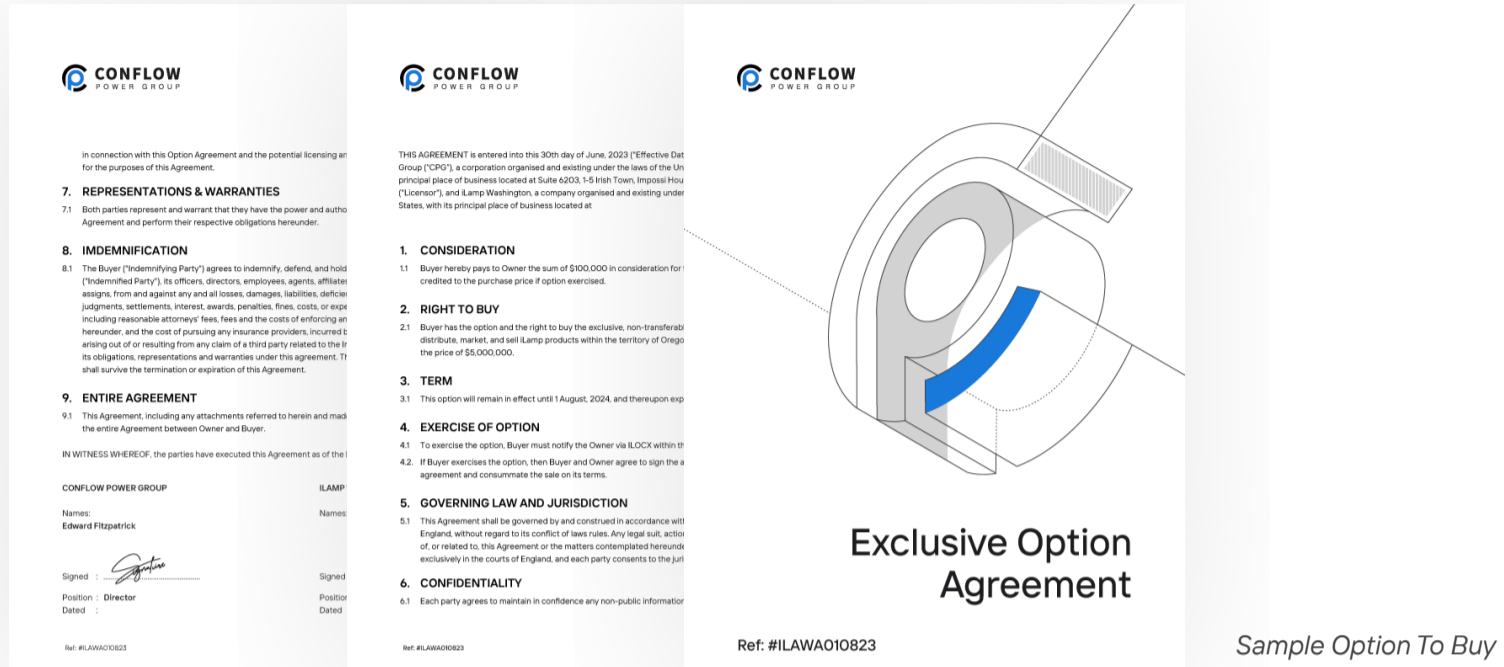 CONFLOW
POWER GROUP
in connection with this Option Agreement and the potential licensing an
for the purposes of this Agreement.
7. REPRESENTATIONS & WARRANTIES
7.1 Both parties represent and warrant that they have the power and autho
Agreement and perform their respective obligations hereunder.
8. IMDEMNIFICATION
8.1 The Buyer ("Indemnifying Party") agrees to indemnify, defend, and hold
("Indemnified Party"), its officers, directors, employees, agents, affiliates
assigns, from and against any and all losses, damages, liabilities, deficie
judgments, settlements, interest, awards, penalties, fines, costs, or expe
including reasonable attorneys' fees, fees and the costs of enforcing an
hereunder, and the cost of pursuing any insurance providers, incurred b
arising out of or resulting from any claim of a third party related to the Ir
its obligations, representations and warranties under this agreement. Th
shall survive the termination or expiration of this Agreement.
9. ENTIRE AGREEMENT
9.1 This Agreement, including any attachments referred to herein and mad
the entire Agreement between Owner and Buyer.
IN WITNESS WHEREOF, the parties have executed this Agreement as of the
CONFLOW POWER GROUP
ILAMP
Names:
Names:
Edward Fitzpatrick
Signed : Signature
Signed
Position : Director
Position
Dated :
Dated
Ref: #ILAWA010823
CONFLOW
POWER GROUP
THIS AGREEMENT is entered into this 30th day of June, 2023 ("Effective Dat
Group ("CPG"), a corporation organised and existing under the laws of the Un
principal place of business located at Suite 6203, 1-5 Irish Town, Impossi Hou
("Licensor"), and iLamp Washington, a company organised and existing under
States, with its principal place of business located at
1. CONSIDERATION
1.1 Buyer hereby pays to Owner the sum of $100,000 in consideration for
credited to the purchase price if option exercised.
2. RIGHT TO BUY
2.1 Buyer has the option and the right to buy the exclusive, non-transferabl
distribute, market, and sell iLamp products within the territory of Orego
the price of $5,000,000.
3. TERM
3.1 This option will remain in effect until 1 August, 2024, and thereupon exp
4. EXERCISE OF OPTION
4.1 To exercise the option, Buyer must notify the Owner via ILOCX within th
4.2. If Buyer exercises the option, then Buyer and Owner agree to sign the a
agreement and consummate the sale on its terms.
5. GOVERNING LAW AND JURISDICTION
5.1 This Agreement shall be governed by and construed in accordance wit
England, without regard to its conflict of laws rules. Any legal suit, actio
of, or related to, this Agreement or the matters contemplated hereunde
exclusively in the courts of England, and each party consents to the juri
6. CONFIDENTIALITY
6.1 Each party agrees to maintain in confidence any non-public information
Ref: #ILAWA010823
CONFLOW
POWER GROUP
Exclusive Option
Agreement
Ref: #ILAWA010823
Sample Option To Buy